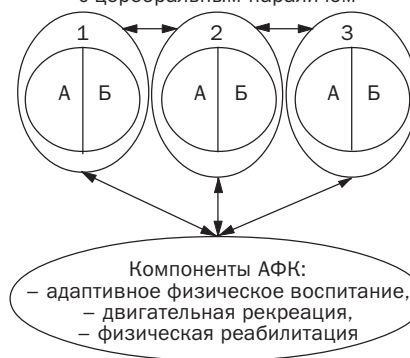 с церебральным параличом
1 2 3
А Б А Б А Б
Компоненты АФК:
– адаптивное физическое воспитание,
– двигательная рекреация,
– физическая реабилитация